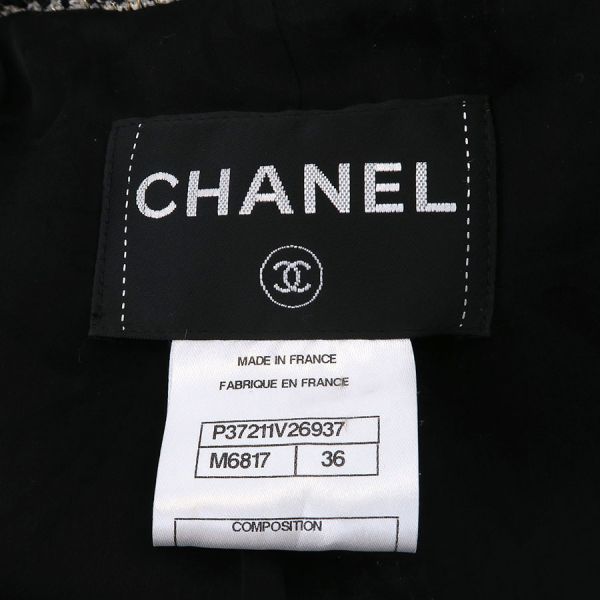 CHANEL
MADE IN FRANCE
FABRIQUE EN FRANCE
P37211V26937
M6817 36
COMPOSITION